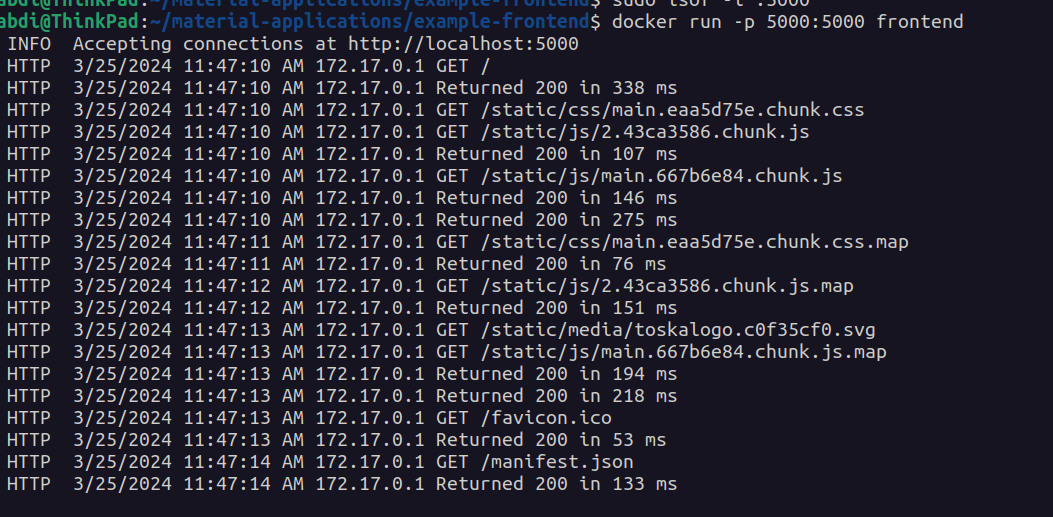 abdi@ThinkPad:~/material-applications/example-frontend$ sudo lsof -t :5000
abdi@ThinkPad:~/material-applications/example-frontend$ docker run -p 5000:5000 frontend
INFO  Accepting connections at http://localhost:5000
HTTP  3/25/2024 11:47:10 AM 172.17.0.1 GET /
HTTP  3/25/2024 11:47:10 AM 172.17.0.1 Returned 200 in 338 ms
HTTP  3/25/2024 11:47:10 AM 172.17.0.1 GET /static/css/main.eaa5d75e.chunk.css
HTTP  3/25/2024 11:47:10 AM 172.17.0.1 GET /static/js/2.43ca3586.chunk.js
HTTP  3/25/2024 11:47:10 AM 172.17.0.1 Returned 200 in 107 ms
HTTP  3/25/2024 11:47:10 AM 172.17.0.1 GET /static/js/main.667b6e84.chunk.js
HTTP  3/25/2024 11:47:10 AM 172.17.0.1 Returned 200 in 146 ms
HTTP  3/25/2024 11:47:10 AM 172.17.0.1 Returned 200 in 275 ms
HTTP  3/25/2024 11:47:11 AM 172.17.0.1 GET /static/css/main.eaa5d75e.chunk.css.map
HTTP  3/25/2024 11:47:11 AM 172.17.0.1 Returned 200 in 76 ms
HTTP  3/25/2024 11:47:12 AM 172.17.0.1 GET /static/js/2.43ca3586.chunk.js.map
HTTP  3/25/2024 11:47:12 AM 172.17.0.1 Returned 200 in 151 ms
HTTP  3/25/2024 11:47:13 AM 172.17.0.1 GET /static/media/toskalogo.c0f35cf0.svg
HTTP  3/25/2024 11:47:13 AM 172.17.0.1 GET /static/js/main.667b6e84.chunk.js.map
HTTP  3/25/2024 11:47:13 AM 172.17.0.1 Returned 200 in 194 ms
HTTP  3/25/2024 11:47:13 AM 172.17.0.1 Returned 200 in 218 ms
HTTP  3/25/2024 11:47:13 AM 172.17.0.1 GET /favicon.ico
HTTP  3/25/2024 11:47:13 AM 172.17.0.1 Returned 200 in 53 ms
HTTP  3/25/2024 11:47:14 AM 172.17.0.1 GET /manifest.json
HTTP  3/25/2024 11:47:14 AM 172.17.0.1 Returned 200 in 133 ms